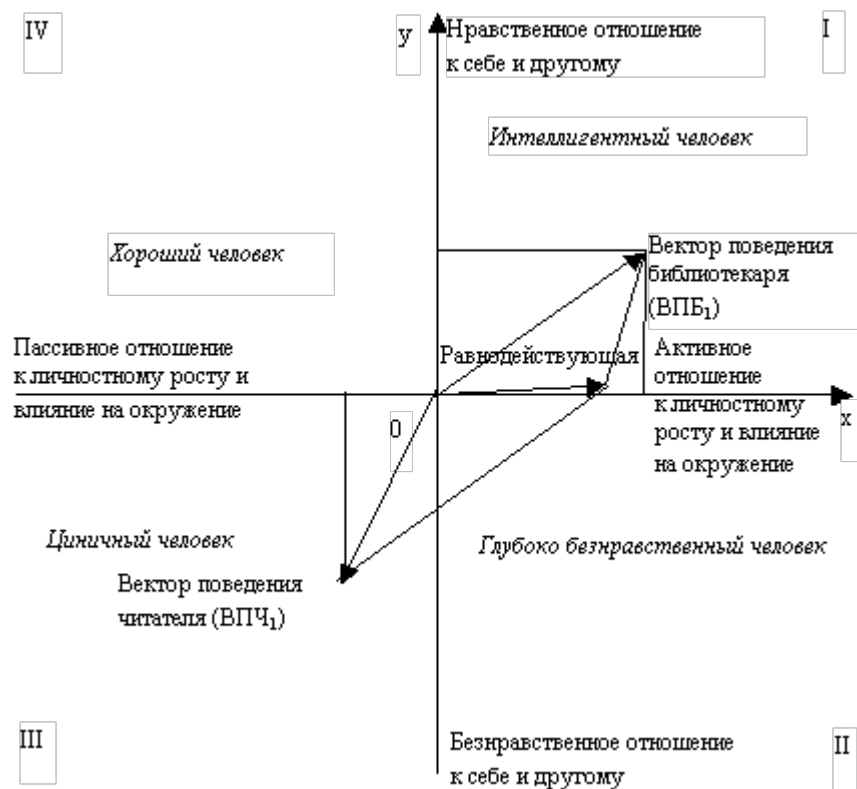 IV
y
Нравственное отношение
к себе и другому
I
Интеллигентный человек
Хороший человек
Вектор поведения
библиотекаря
(ВПБ₁)
Пассивное отношение
к личностному росту и
влияние на окружение
Равнодействующая
Активное
отношение
к личностному
росту и влияние
на окружение
0
x
Циничный человек
Глубоко безнравственный человек
Вектор поведения
читателя (ВПЧ₁)
III
Безнравственное отношение
к себе и другому
II